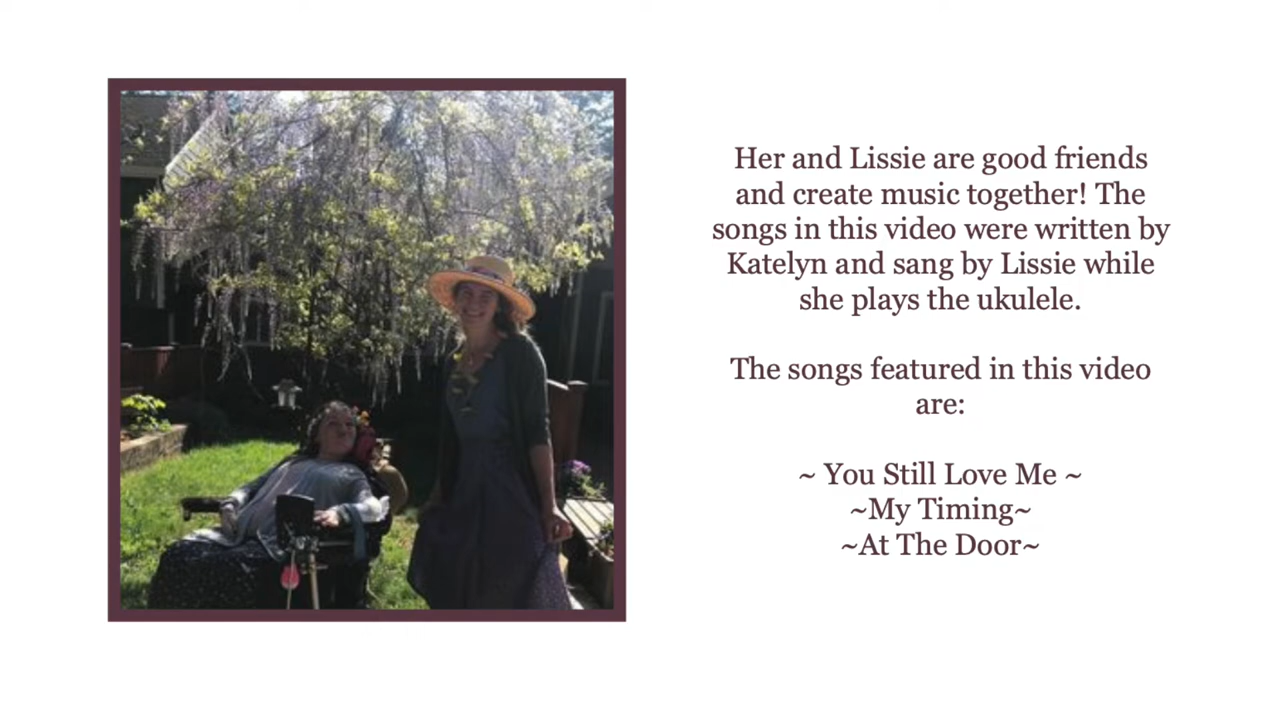 Her and Lissie are good friends
and create music together! The
songs in this video were written by
Katelyn and sang by Lissie while
she plays the ukulele.
The songs featured in this video
are:
~ You Still Love Me ~
~My Timing~
~At The Door~